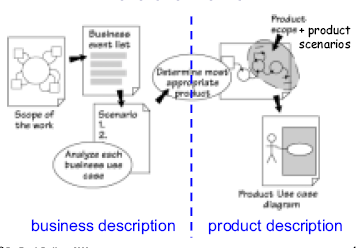 Business
event list
Product
scope + product
scenarios
Determine most
appropriate
product
Scope of
the work
Scenario
1.
2.
Analyze each
business use
case
Product Use case
diagram
business description
product description